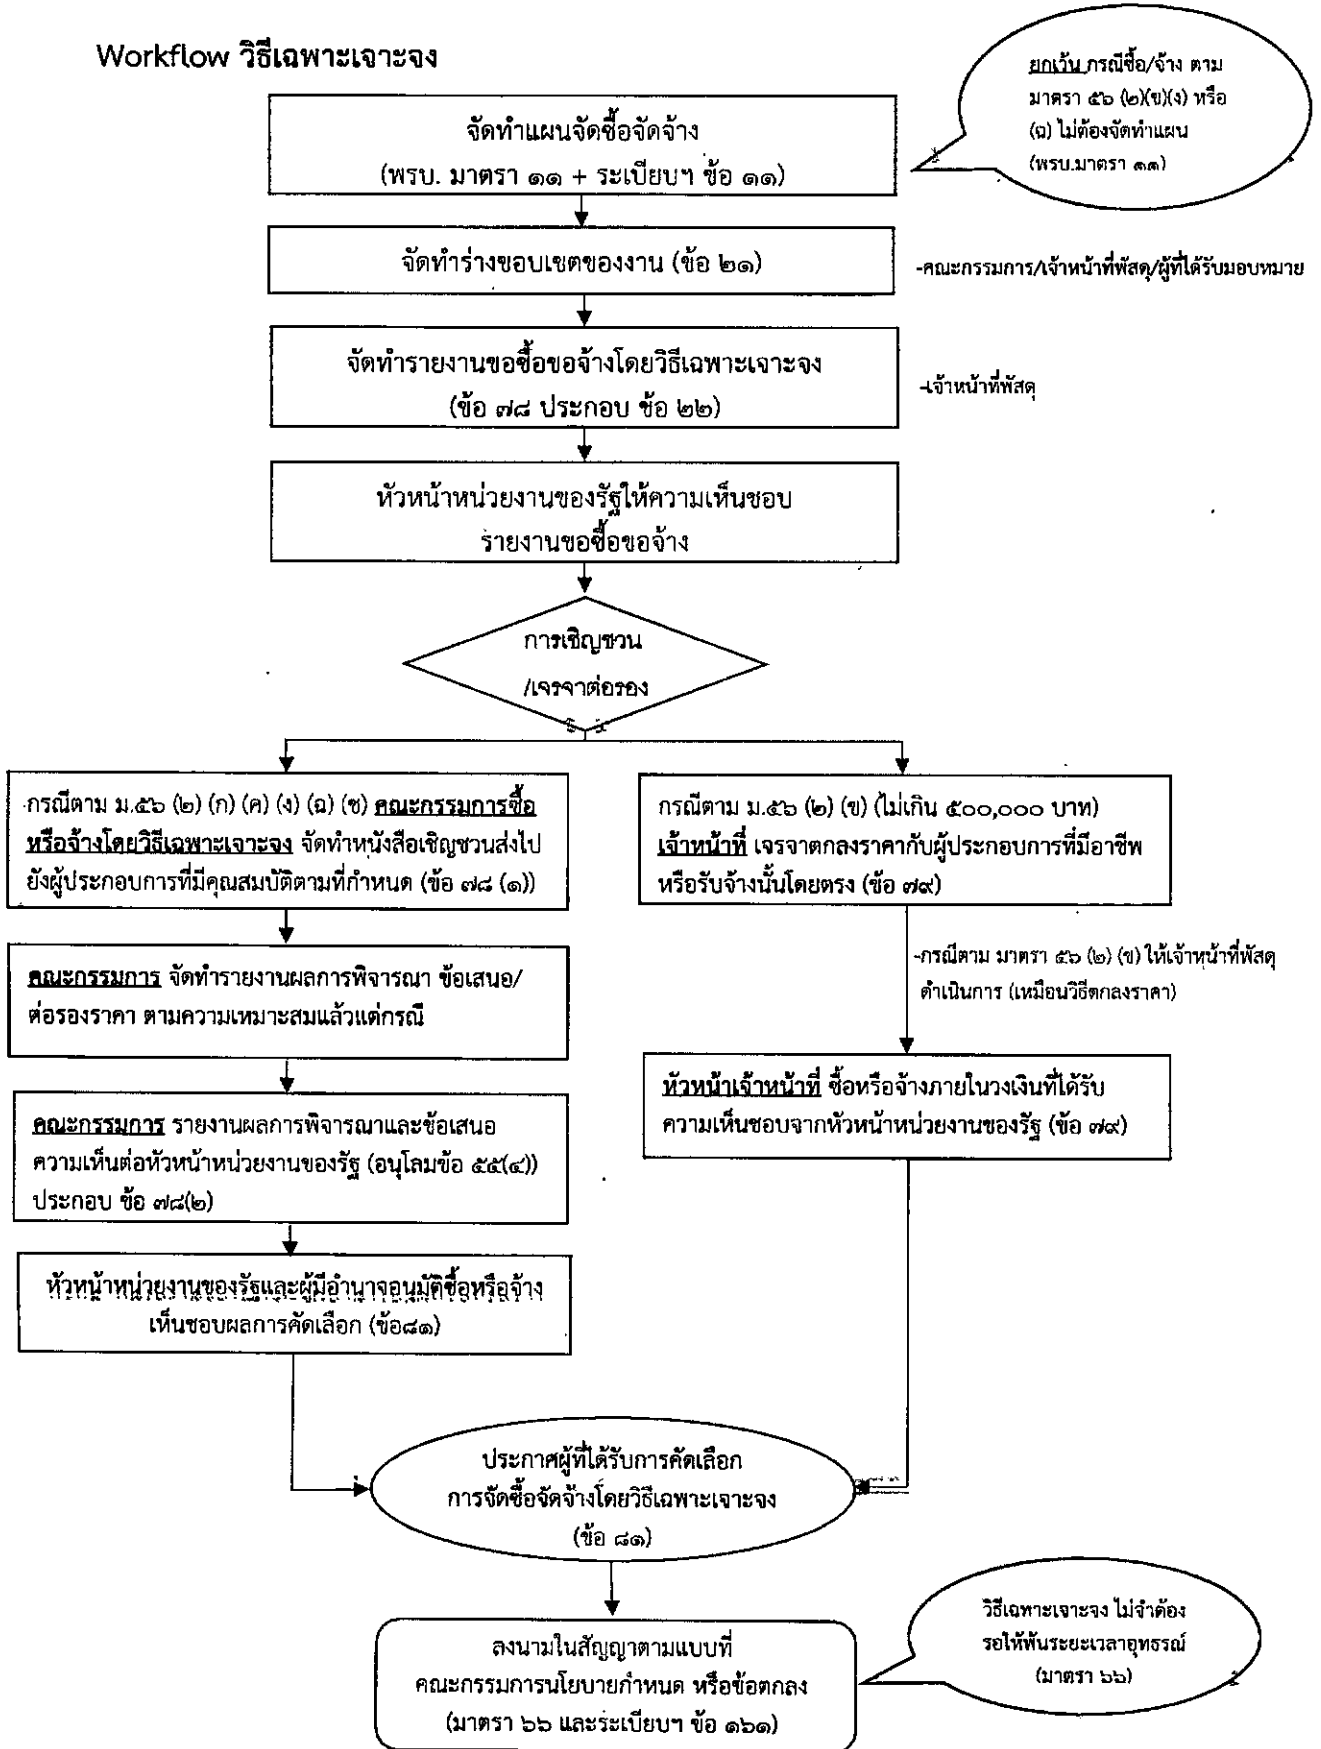 Workflow วิธีเฉพาะเจาะจง
ยกเว้น กรณีซื้อ/จ้าง ตาม
มาตรา ๕๖ (๒)(ข)(ง) หรือ
(ฉ) ไม่ต้องจัดทำแผน
(พรบ.มาตรา ๑๑)
จัดทำแผนจัดซื้อจัดจ้าง
(พรบ. มาตรา ๑๑ + ระเบียบฯ ข้อ ๑๑)
จัดทำร่างขอบเขตของงาน (ข้อ ๒๑)
-คณะกรรมการ/เจ้าหน้าที่พัสดุ/ผู้ที่ได้รับมอบหมาย
จัดทำรายงานขอซื้อขอจ้างโดยวิธีเฉพาะเจาะจง
(ข้อ ๗๘ ประกอบ ข้อ ๒๒)
-เจ้าหน้าที่พัสดุ
หัวหน้าหน่วยงานของรัฐให้ความเห็นชอบ
รายงานขอซื้อขอจ้าง
การเชิญชวน
/เจรจาต่อรอง
กรณีตาม ม.๕๖ (๒) (ก) (ค) (ง) (ฉ) (ช) คณะกรรมการซื้อ
หรือจ้างโดยวิธีเฉพาะเจาะจง จัดทำหนังสือเชิญชวนส่งไป
ยังผู้ประกอบการที่มีคุณสมบัติตามที่กำหนด (ข้อ ๗๘ (๑))
กรณีตาม ม.๕๖ (๒) (ข) (ไม่เกิน ๕๐๐,๐๐๐ บาท)
เจ้าหน้าที่ เจรจาตกลงราคากับผู้ประกอบการที่มีอาชีพ
หรือรับจ้างนั้นโดยตรง (ข้อ ๗๙)
คณะกรรมการ จัดทำรายงานผลการพิจารณา ข้อเสนอ/
ต่อรองราคา ตามความเหมาะสมแล้วแต่กรณี
-กรณีตาม มาตรา ๕๖ (๒) (ข) ให้เจ้าหน้าที่พัสดุ
ดำเนินการ (เหมือนวิธีตกลงราคา)
คณะกรรมการ รายงานผลการพิจารณาและข้อเสนอ
ความเห็นต่อหัวหน้าหน่วยงานของรัฐ (อนุโลมข้อ ๕๕(๔))
ประกอบ ข้อ ๗๘(๒)
หัวหน้าเจ้าหน้าที่ ซื้อหรือจ้างภายในวงเงินที่ได้รับ
ความเห็นชอบจากหัวหน้าหน่วยงานของรัฐ (ข้อ ๗๙)
หัวหน้าหน่วยงานของรัฐและผู้มีอำนาจอนุมัติซื้อหรือจ้าง
เห็นชอบผลการคัดเลือก (ข้อ๘๑)
ประกาศผู้ที่ได้รับการคัดเลือก
การจัดซื้อจัดจ้างโดยวิธีเฉพาะเจาะจง
(ข้อ ๘๑)
ลงนามในสัญญาตามแบบที่
คณะกรรมการนโยบายกำหนด หรือข้อตกลง
(มาตรา ๖๖ และระเบียบฯ ข้อ ๑๖๑)
วิธีเฉพาะเจาะจง ไม่จำต้อง
รอให้พ้นระยะเวลาอุทธรณ์
(มาตรา ๖๖)